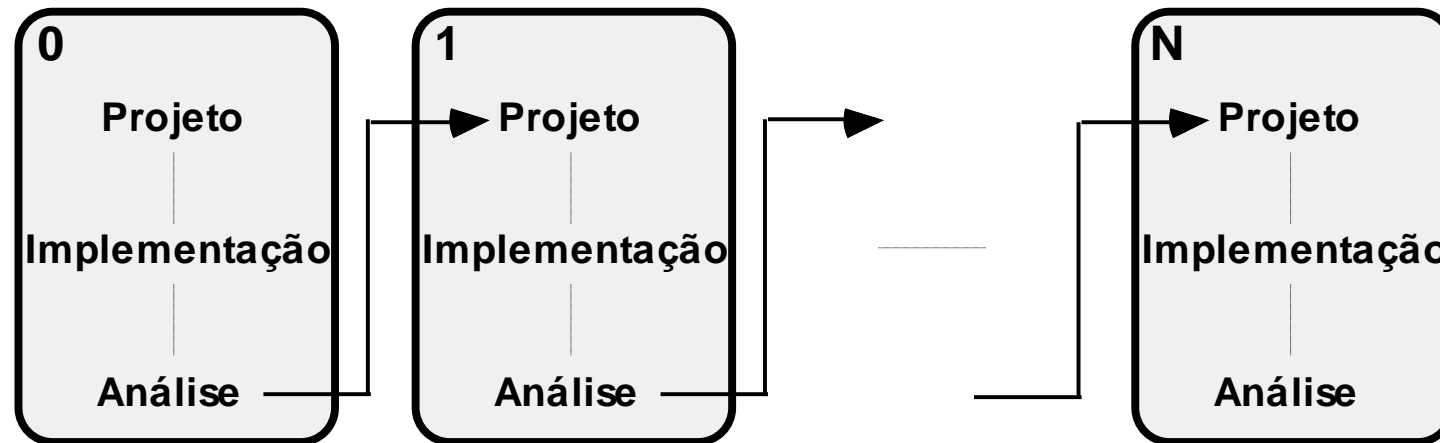 0
Projeto
Implementação
Análise
1
Projeto
Implementação
Análise
N
Projeto
Implementação
Análise